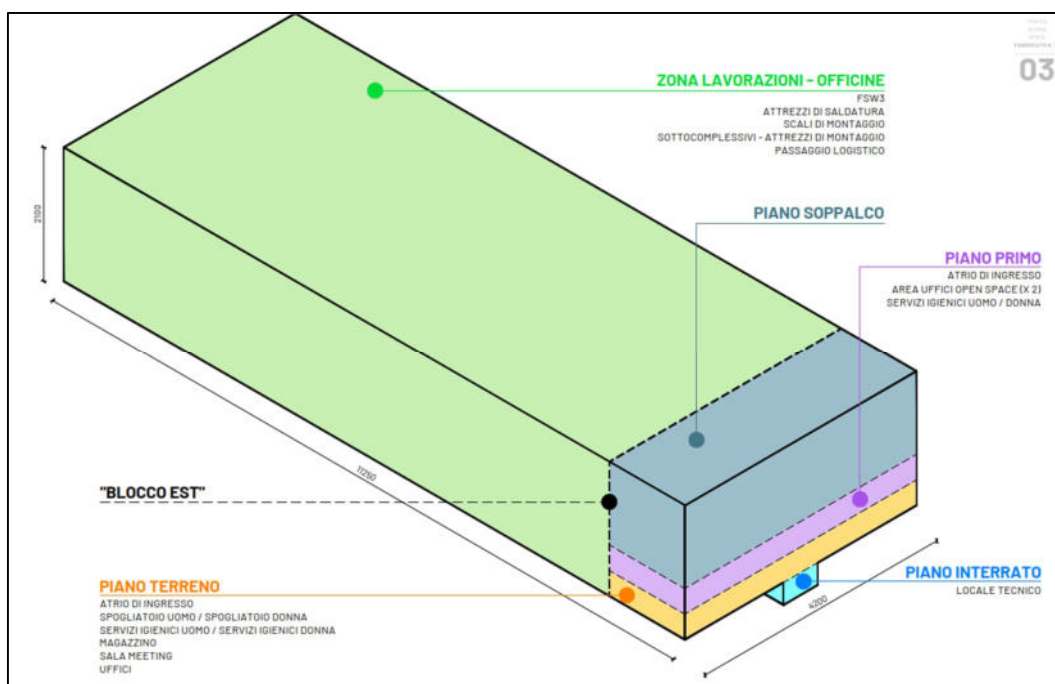 03
ZONA LAVORAZIONI - OFFICINE
FSW3
ATTREZZI DI SALDATURA
SCALI DI MONTAGGIO
SOTTOCOMPLESSIVI - ATTREZZI DI MONTAGGIO
PASSAGGIO LOGISTICO
2100
PIANO SOPPALCO
PIANO PRIMO
ATRIO DI INGRESSO
AREA UFFICI OPEN SPACE (X 2)
SERVIZI IGIENICI UOMO / DONNA
11250
"BLOCCO EST"
PIANO TERRENO
ATRIO DI INGRESSO
SPOGLIATOIO UOMO / SPOGLIATOIO DONNA
SERVIZI IGIENICI UOMO / SERVIZI IGIENICI DONNA
MAGAZZINO
SALA MEETING
UFFICI
4200
PIANO INTERRATO
LOCALE TECNICO